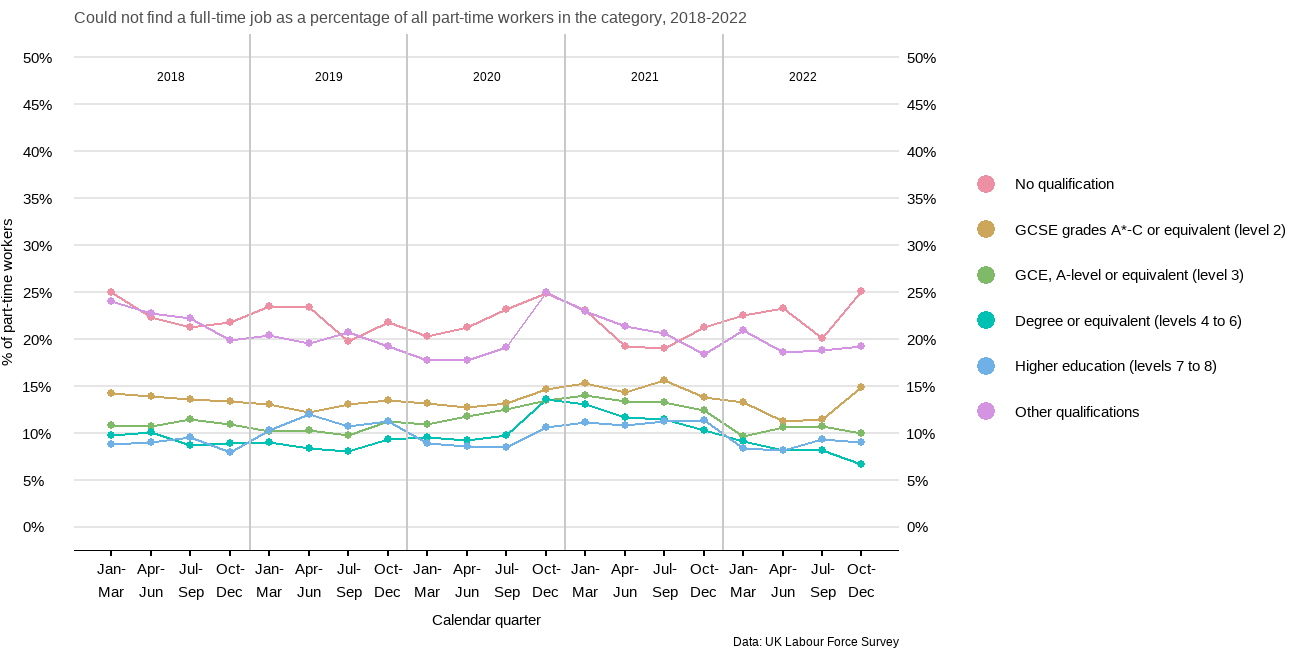 Could not find a full-time job as a percentage of all part-time workers in the category, 2018-2022
50% 50%
2018 2019 2020 2021 2022
45% 45%
40% 40%
35% 35%
30% 30%
25% 25%
20% 20%
15% 15%
10% 10%
5% 5%
0% 0%
% of part-time workers
No qualification
GCSE grades A*-C or equivalent (level 2)
GCE, A-level or equivalent (level 3)
Degree or equivalent (levels 4 to 6)
Higher education (levels 7 to 8)
Other qualifications
Jan- Apr- Jul- Oct- Jan- Apr- Jul- Oct- Jan- Apr- Jul- Oct- Jan- Apr- Jul- Oct- Jan- Apr- Jul- Oct-
Mar Jun Sep Dec Mar Jun Sep Dec Mar Jun Sep Dec Mar Jun Sep Dec Mar Jun Sep Dec
Calendar quarter
Data: UK Labour Force Survey